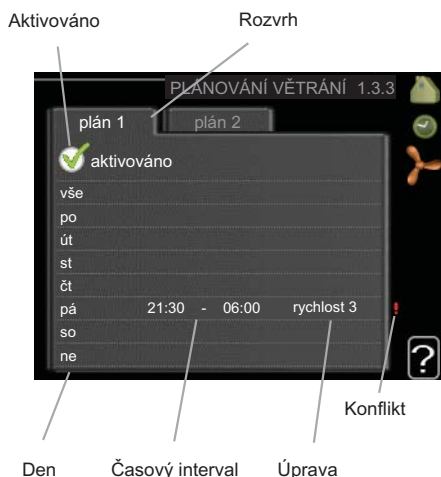 Aktivováno Rozvrh
PLÁNOVÁNÍ VĚTRÁNÍ 1.3.3
plán 1 plán 2
aktivováno
vše
po
út
st
čt
pá 21:30 - 06:00 rychlost 3 !
so
ne
?
Konflikt
Den Časový interval Úprava